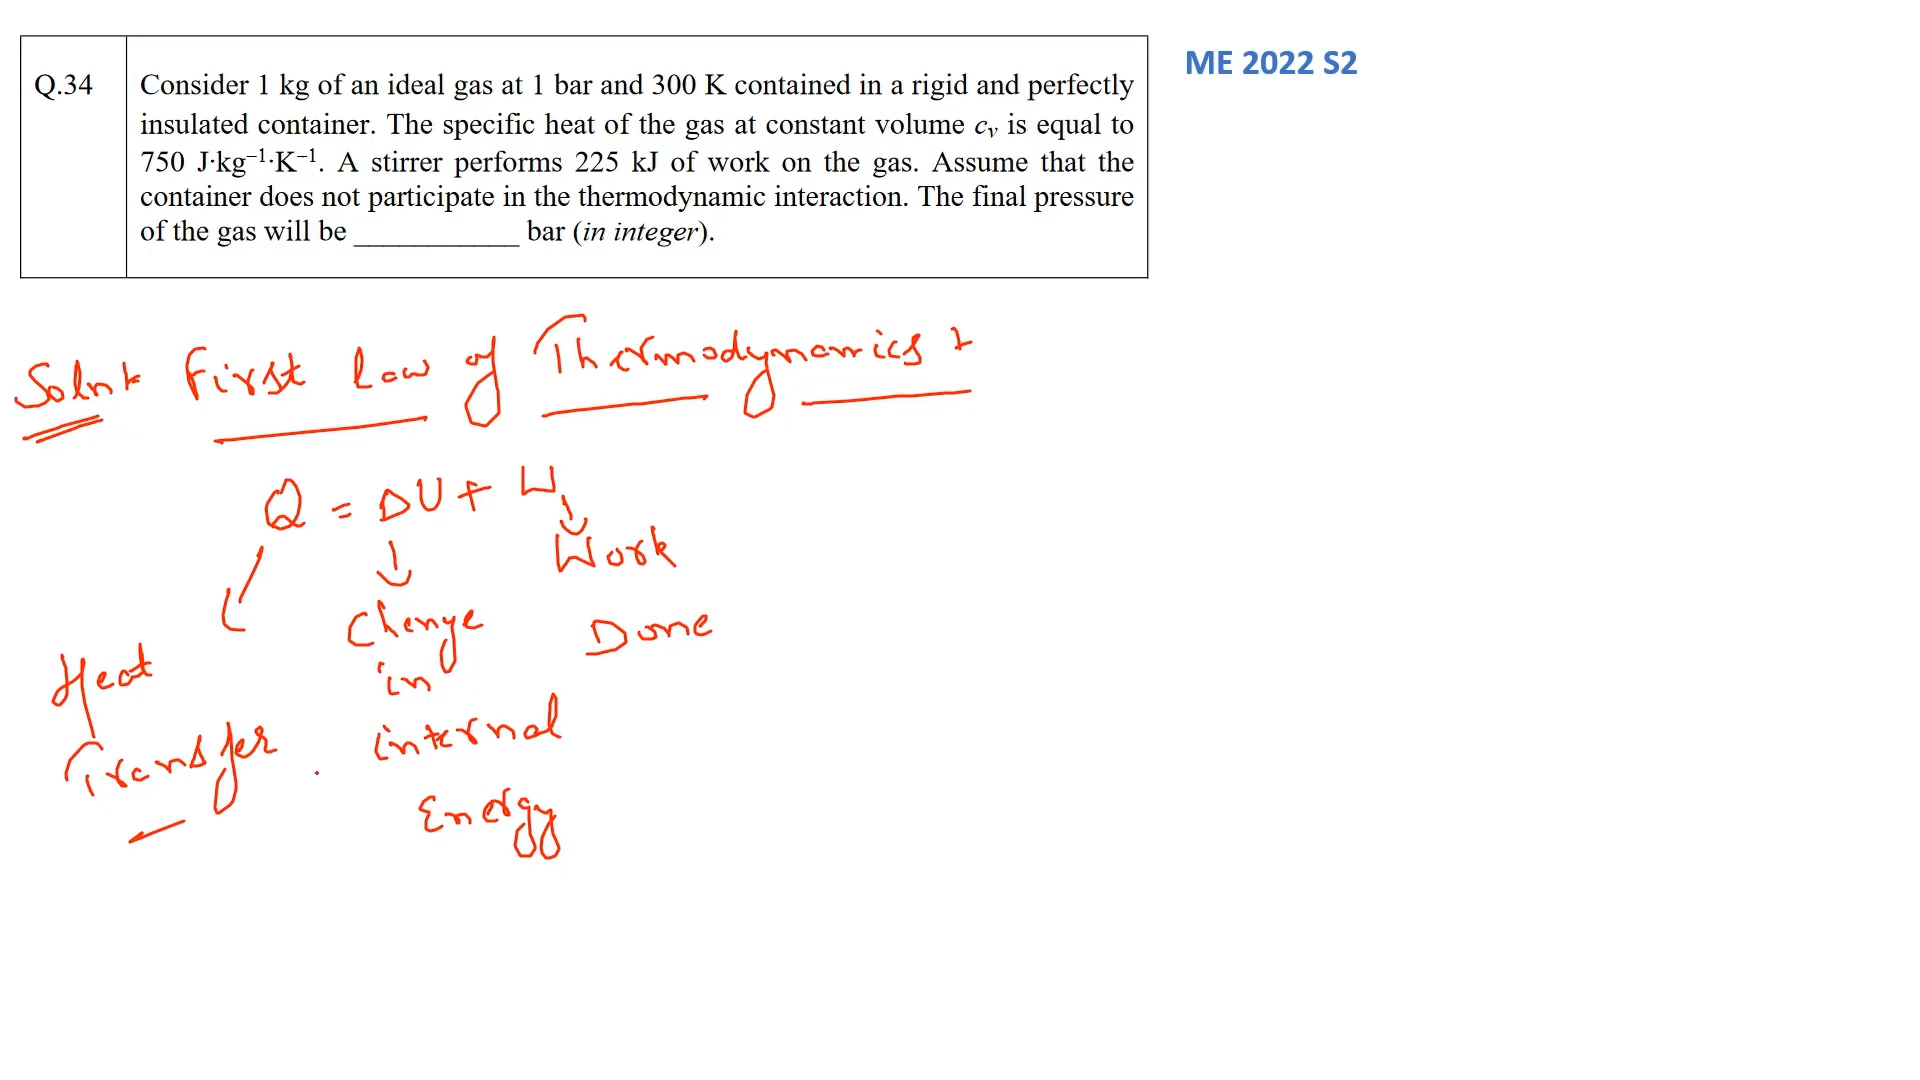 Q.34
ME 2022 S2
Consider 1 kg of an ideal gas at 1 bar and 300 K contained in a rigid and perfectly
insulated container. The specific heat of the gas at constant volume cᵥ is equal to
750 J·kg⁻¹·K⁻¹. A stirrer performs 225 kJ of work on the gas. Assume that the
container does not participate in the thermodynamic interaction. The final pressure
of the gas will be ____________ bar (in integer).
Soln:- First Law of Thermodynamics :-
Q = ΔU + W
Heat
Transfer
Change
in
internal
Energy
Work
Done